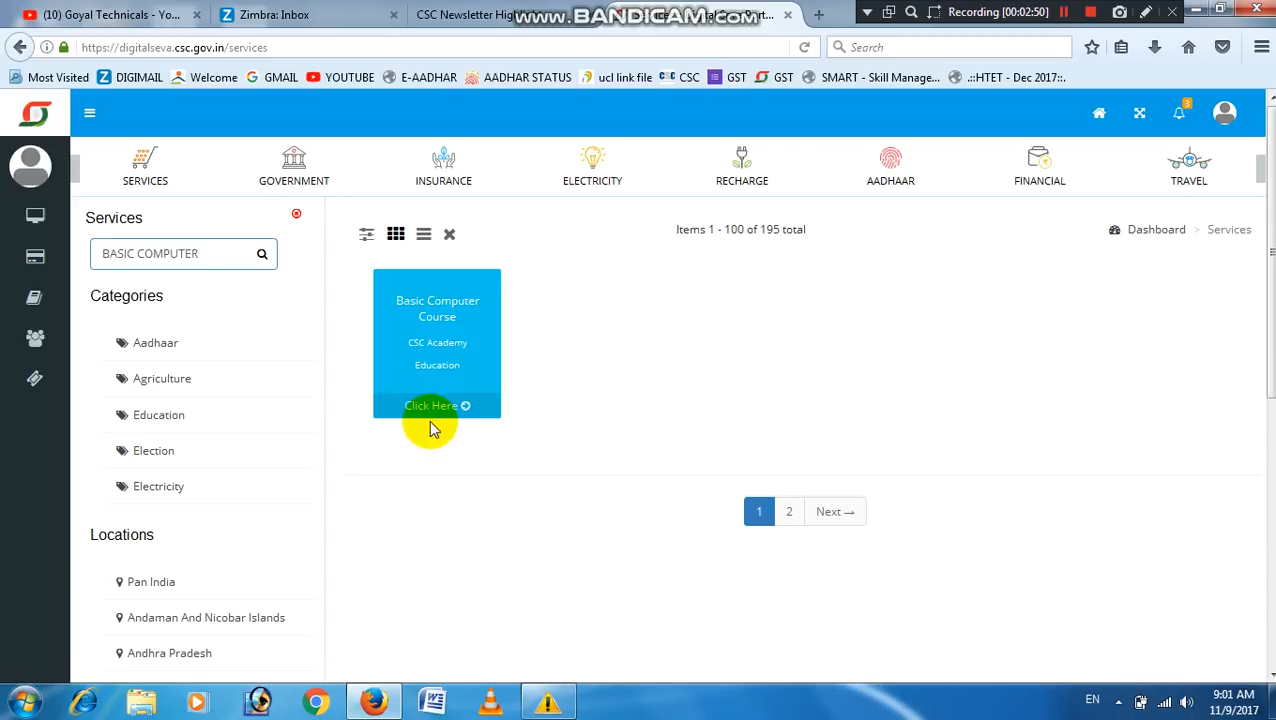 (10) Goyal Technicals - Yo...
Zimbra: Inbox
CSC Newsletter Highli
www.BANDICAM.com
Recording [00:02:50]
https://digitalseva.csc.gov.in/services
Search
Most Visited
DIGIMAIL
Welcome
GMAIL
YOUTUBE
E-AADHAR
AADHAR STATUS
ucl link file
CSC
GST
GST
SMART - Skill Manage...
.::HTET - Dec 2017::.
3
SERVICES
GOVERNMENT
INSURANCE
ELECTRICITY
RECHARGE
AADHAAR
FINANCIAL
TRAVEL
Services
BASIC COMPUTER
Items 1 - 100 of 195 total
Dashboard > Services
Categories
Aadhaar
Agriculture
Education
Election
Electricity
Locations
Pan India
Andaman And Nicobar Islands
Andhra Pradesh
Basic Computer
Course
CSC Academy
Education
Click Here
1
2
Next →
EN
9:01 AM
11/9/2017